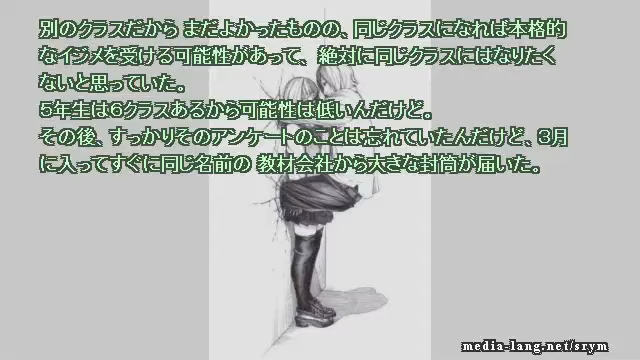 別のクラスだから まだよかったものの、同じクラスになれば本格的
なイジメを受ける可能性があって、絶対に同じクラスにはなりたく
ないと思っていた。
5年生は6クラスあるから可能性は低いんだけど。
その後、すっかりそのアンケートのことは忘れていたんだけど、3月
に入ってすぐに同じ名前の 教材会社から大きな封筒が届いた。
media-lang.net/srym